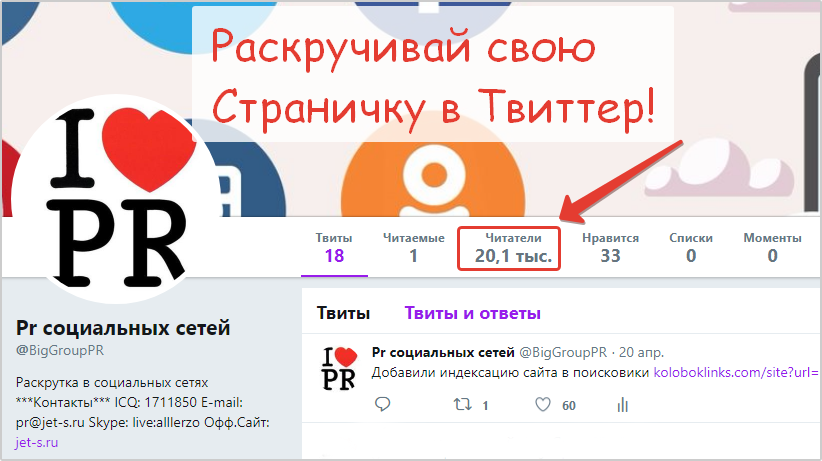 Раскручивай свою
Страничку в Твиттер!
I
PR
Твиты Читаемые Читатели Нравится Списки Моменты
18 1 20,1 тыс. 33 0 0
Pr социальных сетей
@BigGroupPR
Раскрутка в социальных сетях
***Контакты*** ICQ: 1711850 E-mail:
pr@jet-s.ru Skype: live:alllerzo Офф.Сайт:
jet-s.ru
Твиты Твиты и ответы
I
PR
Pr социальных сетей @BigGroupPR · 20 апр.
Добавили индексацию сайта в поисковики koloboklinks.com/site?url=
1 60